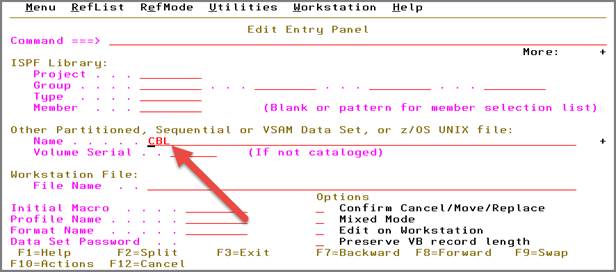 Menu RefList RefMode Utilities Workstation Help
Edit Entry Panel
Command ===>
More: +
ISPF Library:
Project . . .
Group . . . . . . . . . . . . .
Type . . . .
Member . . . (Blank or pattern for member selection list)
Other Partitioned, Sequential or VSAM Data Set, or z/OS UNIX file:
Name . . . . . CBL +
Volume Serial . . (If not cataloged)
Workstation File:
File Name . .
Options
Initial Macro . . . . Confirm Cancel/Move/Replace
Profile Name . . . . . Mixed Mode
Format Name . . . . . Edit on Workstation
Data Set Password . . Preserve VB record length
F1=Help F2=Split F3=Exit F7=Backward F8=Forward F9=Swap
F10=Actions F12=Cancel